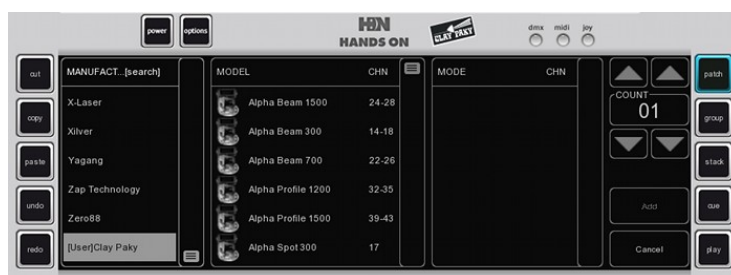 power options HON HANDS ON CLAY PAKY dmx midi joy
cut MANUFACT...[search] MODEL CHN MODE CHN patch
COUNT
X-Laser Alpha Beam 1500 24-28 01
copy group
Xilver Alpha Beam 300 14-18
paste Yagang Alpha Beam 700 22-26 stack
Zap Technology Alpha Profile 1200 32-35
undo Add cue
Zero88 Alpha Profile 1500 39-43
redo [User]Clay Paky Alpha Spot 300 17 Cancel play